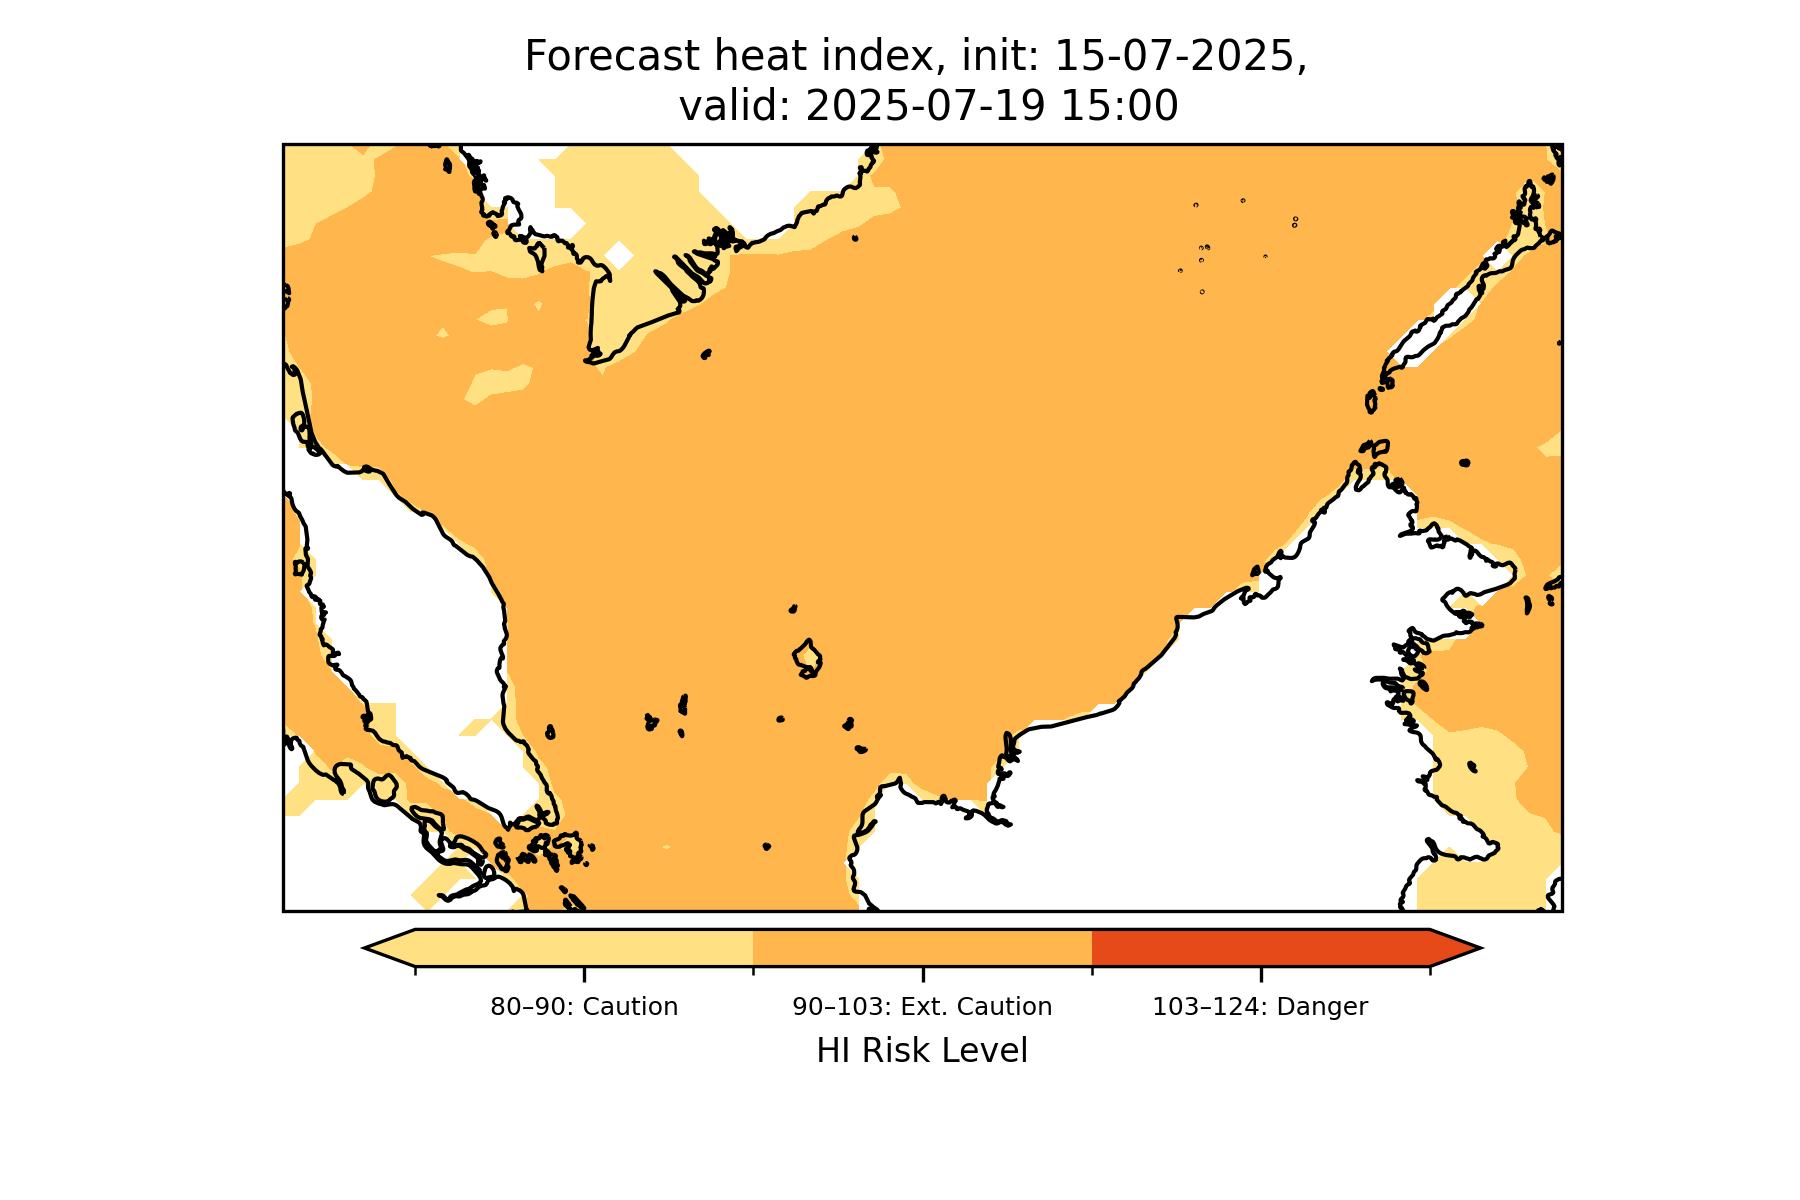 Forecast heat index, init: 15-07-2025,
valid: 2025-07-19 15:00
80–90: Caution
90–103: Ext. Caution
103–124: Danger
HI Risk Level